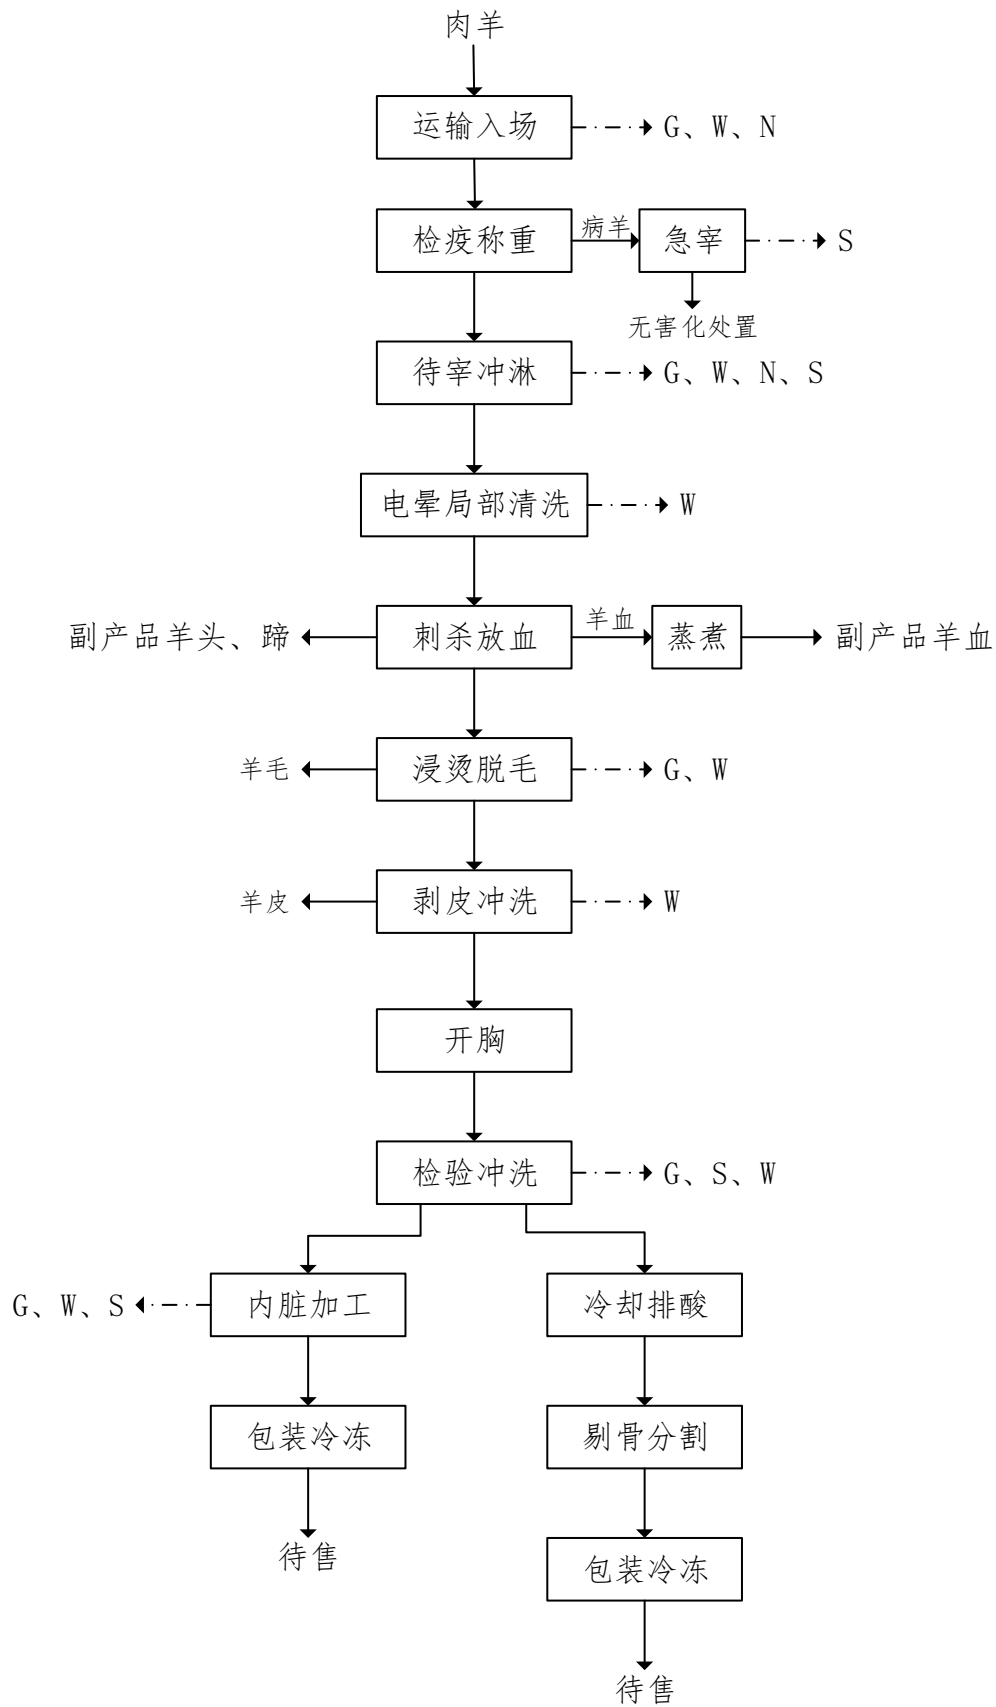 肉羊
运输入场
G、W、N
检疫称重
病羊
急宰
S
无害化处置
待宰冲淋
G、W、N、S
电晕局部清洗
W
副产品羊头、蹄
刺杀放血
羊血
蒸煮
副产品羊血
羊毛
浸烫脱毛
G、W
羊皮
剥皮冲洗
W
开胸
检验冲洗
G、S、W
G、W、S
内脏加工
冷却排酸
包装冷冻
剔骨分割
待售
包装冷冻
待售